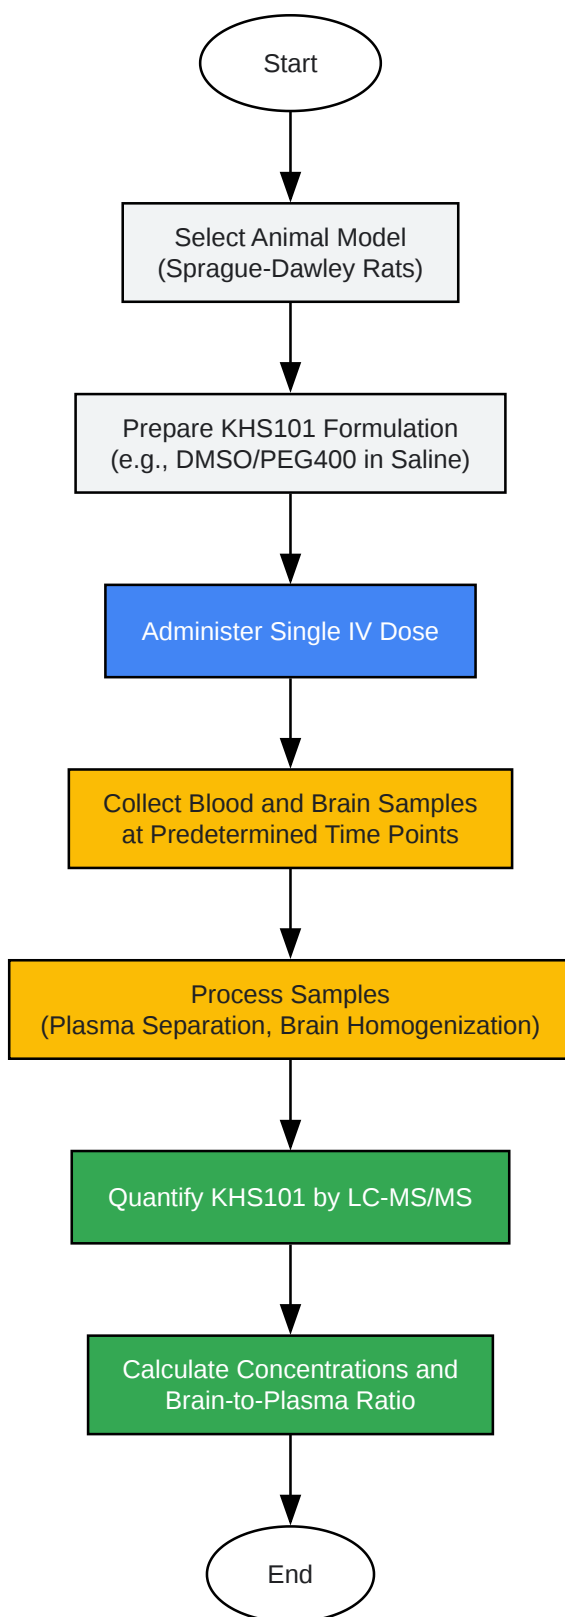 Start
Select Animal Model
(Sprague-Dawley Rats)
Prepare KHS101 Formulation
(e.g., DMSO/PEG400 in Saline)
Administer Single IV Dose
Collect Blood and Brain Samples
at Predetermined Time Points
Process Samples
(Plasma Separation, Brain Homogenization)
Quantify KHS101 by LC-MS/MS
Calculate Concentrations and
Brain-to-Plasma Ratio
End